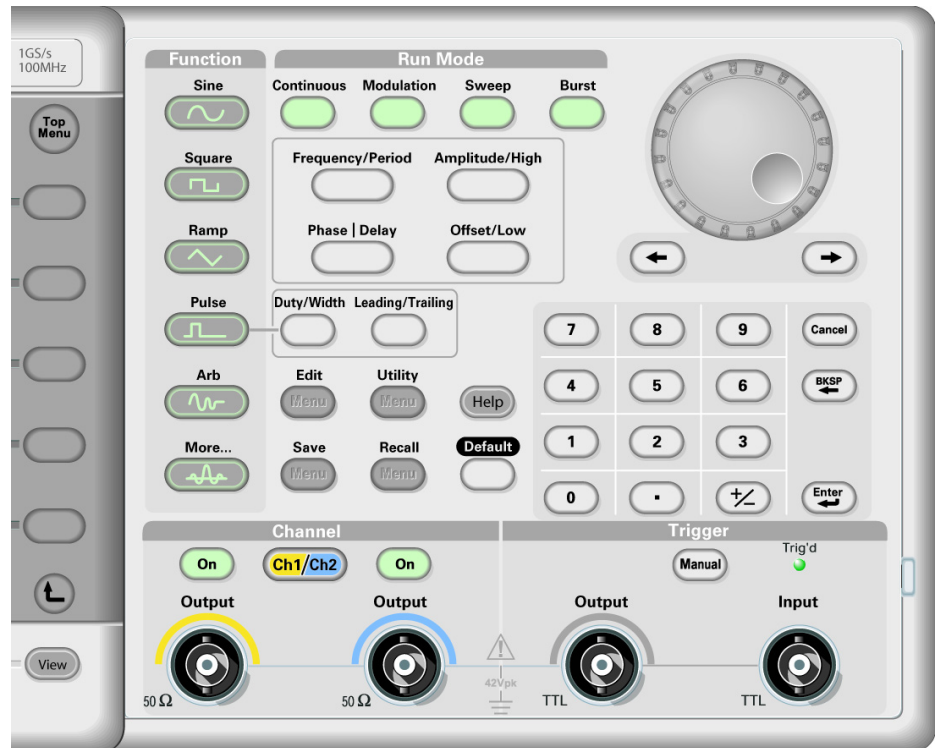 1GS/s
100MHz
Top
Menu
View
Function
Run Mode
Sine
Continuous
Modulation
Sweep
Burst
Square
Frequency/Period
Amplitude/High
Ramp
Phase | Delay
Offset/Low
Pulse
Duty/Width
Leading/Trailing
Arb
Edit
Menu
Utility
Menu
Help
More...
Save
Menu
Recall
Menu
Default
7
8
9
Cancel
4
5
6
BKSP
1
2
3
0
.
+/−
Enter
Channel
On
Ch1/Ch2
On
Output
Output
50 Ω
50 Ω
42Vpk
Trigger
Manual
Trig'd
Output
Input
TTL
TTL